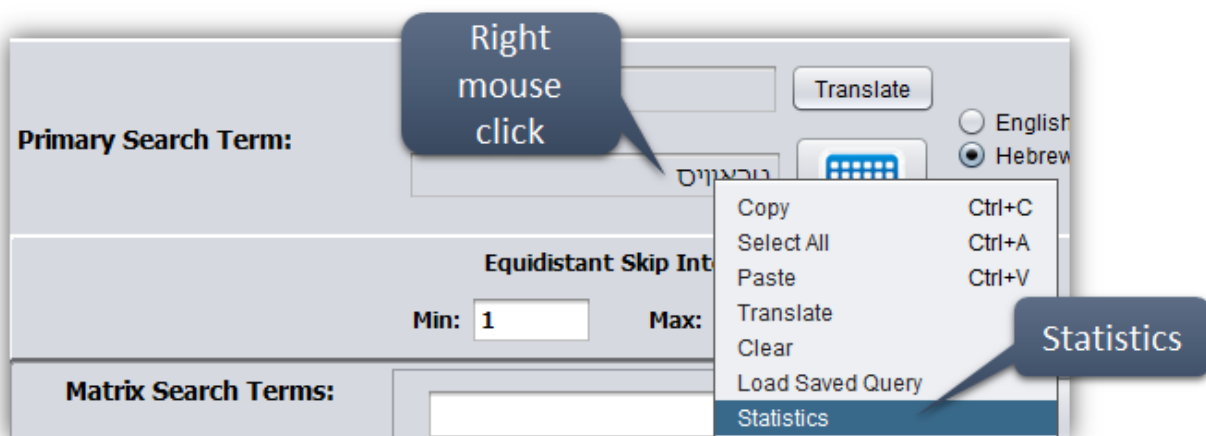 Right
mouse
click
Translate
English
Primary Search Term:
Hebrew
Copy Ctrl+C
Select All Ctrl+A
Equidistant Skip Int
Paste Ctrl+V
Min: 1 Max:
Translate
Clear
Statistics
Matrix Search Terms:
Load Saved Query
Statistics